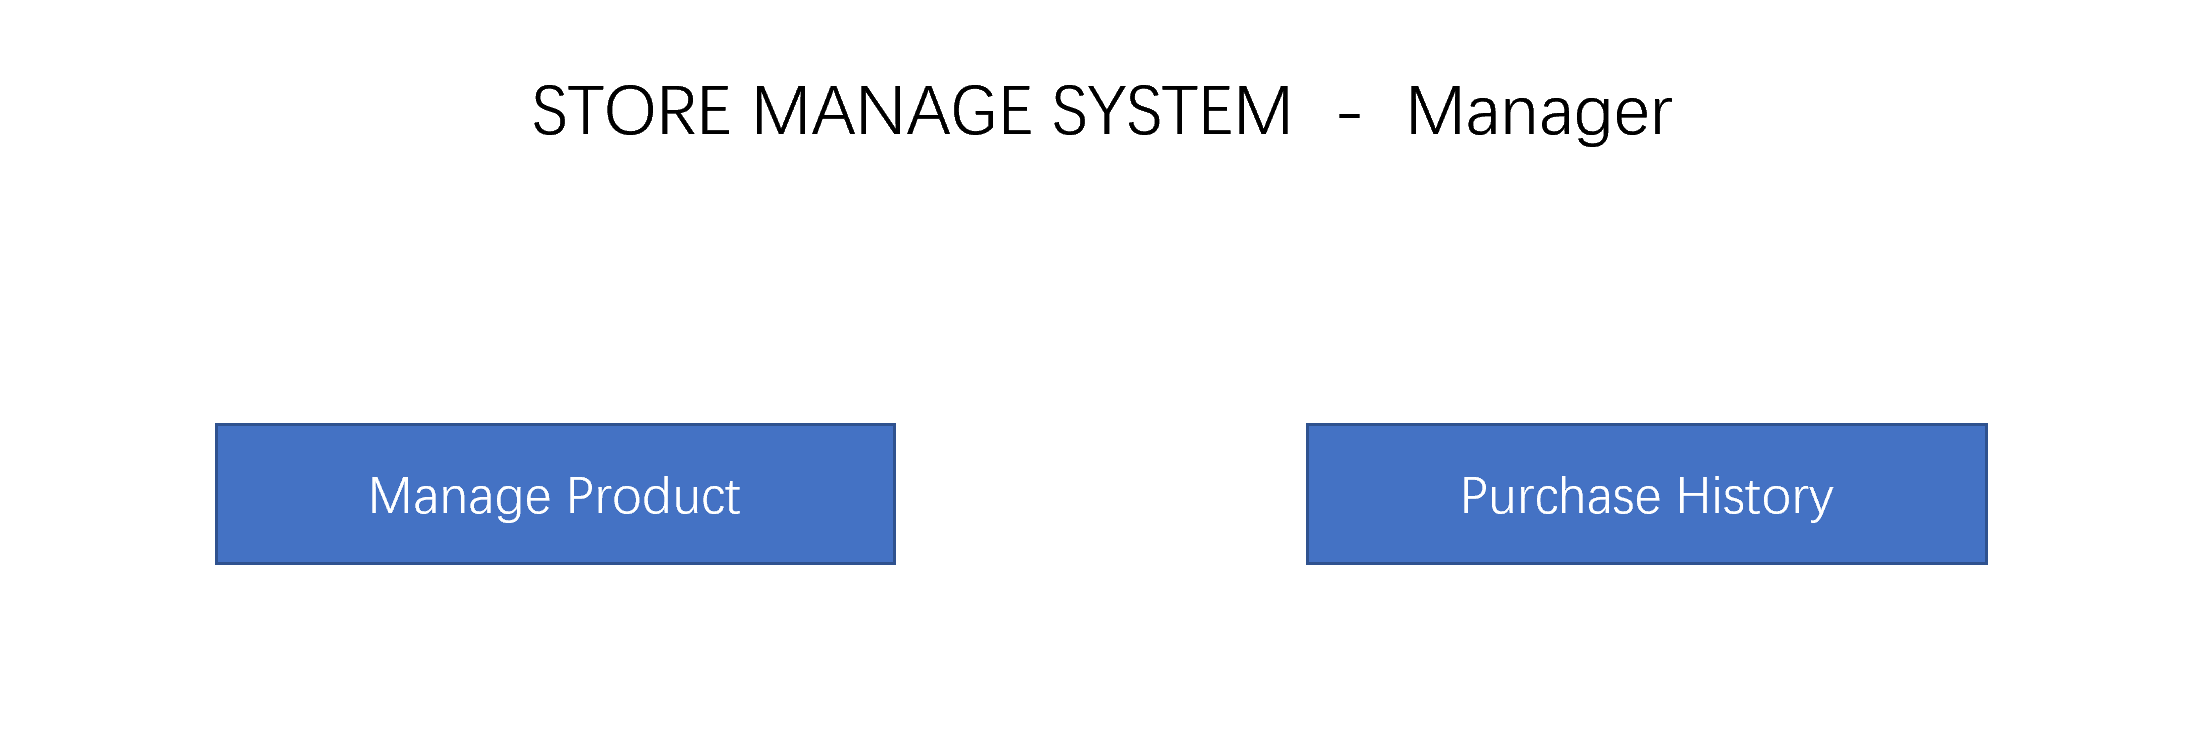 STORE MANAGE SYSTEM - Manager
Manage Product
Purchase History